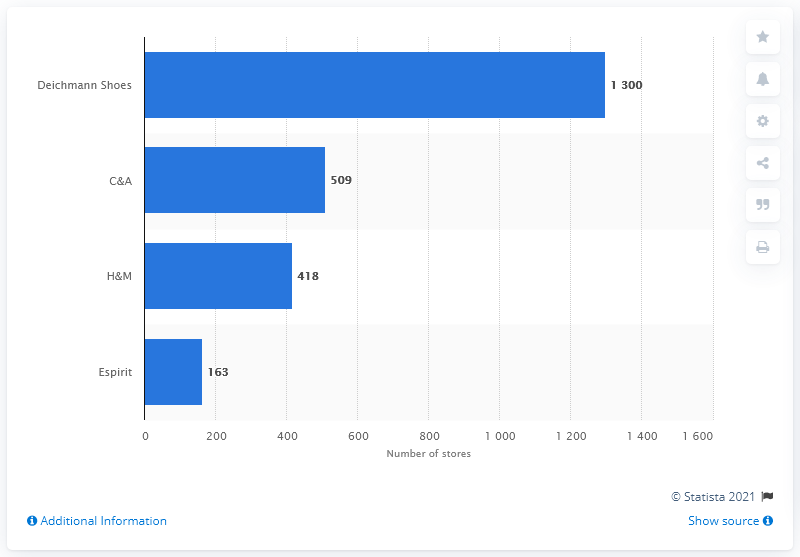 Deichmann Shoes
1 300
C&A
509
H&M
418
Espirit
163
0 200 400 600 800 1 000 1 200 1 400 1 600
Number of stores
© Statista 2021
Additional Information
Show source